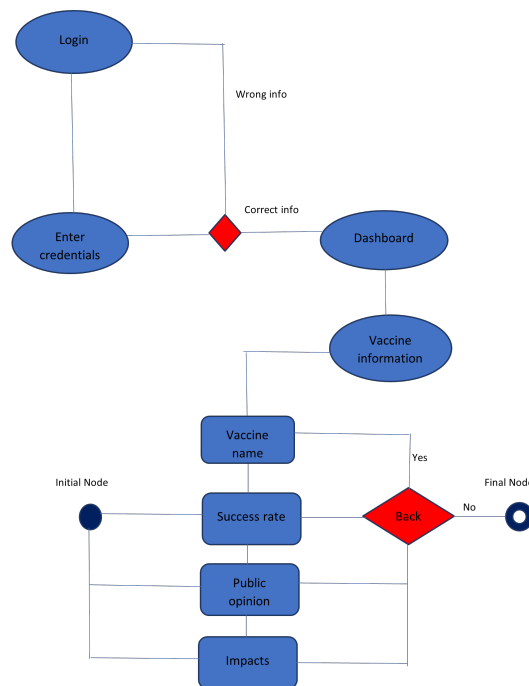 Login
Wrong info
Correct info
Enter
credentials
Dashboard
Vaccine
information
Vaccine
name
Yes
Initial Node
Final Node
Success rate
Back
No
Public
opinion
Impacts